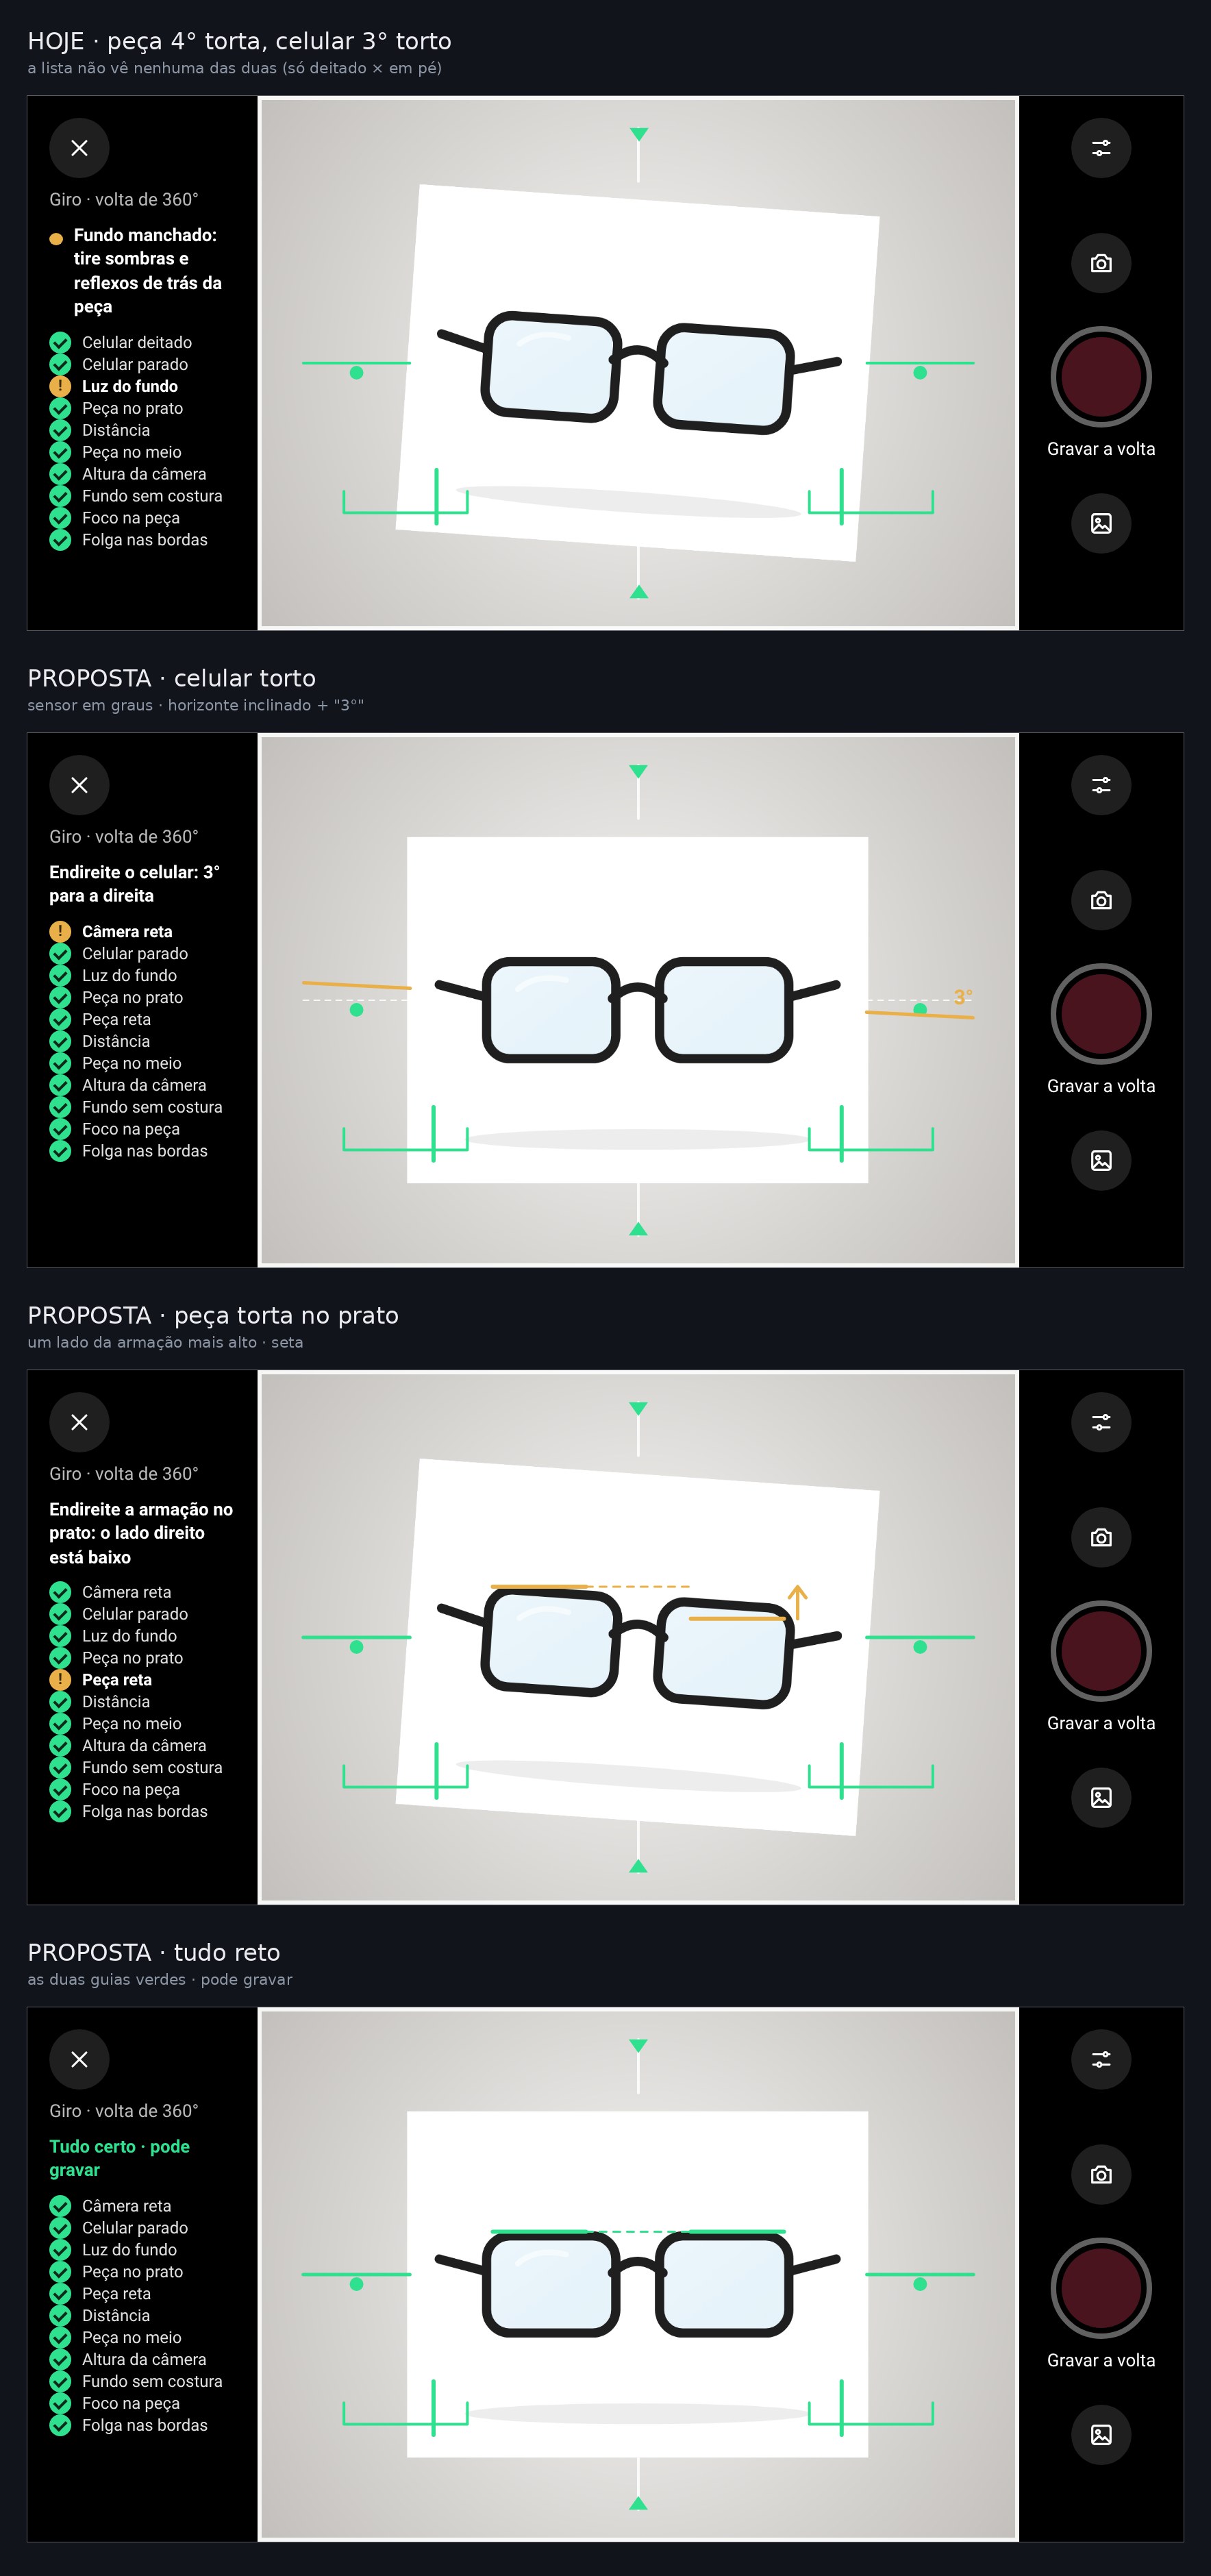 HOJE · peça 4° torta, celular 3° torto
a lista não vê nenhuma das duas (só deitado × em pé)
Giro · volta de 360°
Fundo manchado:
tire sombras e
reflexos de trás da
peça
Celular deitado
Celular parado
! Luz do fundo
Peça no prato
Distância
Peça no meio
Altura da câmera
Fundo sem costura
Foco na peça
Folga nas bordas
Gravar a volta
PROPOSTA · celular torto
sensor em graus · horizonte inclinado + "3°"
Giro · volta de 360°
Endireite o celular: 3°
para a direita
! Câmera reta
Celular parado
Luz do fundo
Peça no prato
Peça reta
Distância
Peça no meio
Altura da câmera
Fundo sem costura
Foco na peça
Folga nas bordas
3°
Gravar a volta
PROPOSTA · peça torta no prato
um lado da armação mais alto · seta
Giro · volta de 360°
Endireite a armação no
prato: o lado direito
está baixo
Câmera reta
Celular parado
Luz do fundo
Peça no prato
! Peça reta
Distância
Peça no meio
Altura da câmera
Fundo sem costura
Foco na peça
Folga nas bordas
Gravar a volta
PROPOSTA · tudo reto
as duas guias verdes · pode gravar
Giro · volta de 360°
Tudo certo · pode
gravar
Câmera reta
Celular parado
Luz do fundo
Peça no prato
Peça reta
Distância
Peça no meio
Altura da câmera
Fundo sem costura
Foco na peça
Folga nas bordas
Gravar a volta